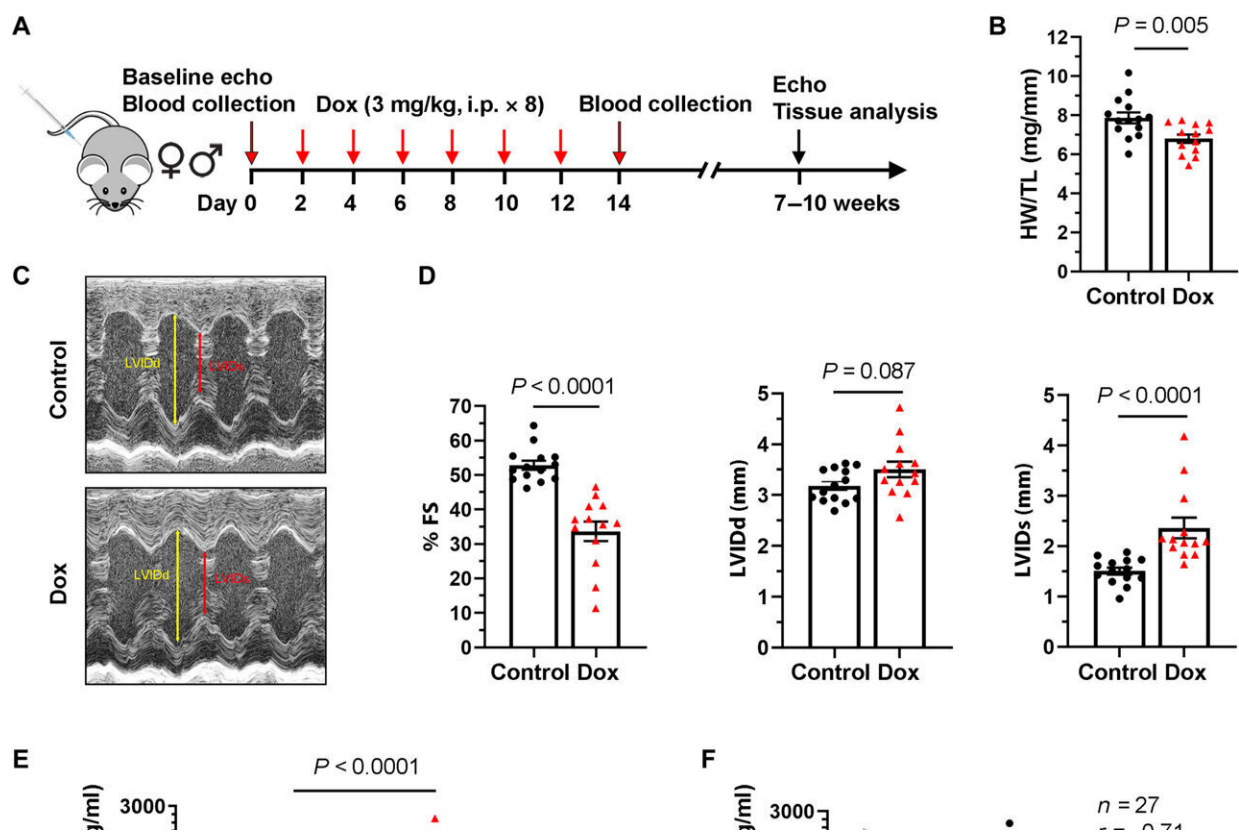 A
Baseline echo
Blood collection
Dox (3 mg/kg, i.p. × 8)
Blood collection
Echo
Tissue analysis
♀♂
Day 0 2 4 6 8 10 12 14 7–10 weeks
B
P = 0.005
HW/TL (mg/mm)
12
10
8
6
4
2
0
Control Dox
C
Control
LVIDd
LVIDs
Dox
LVIDd
LVIDs
D
P < 0.0001
% FS
70
60
50
40
30
20
10
0
Control Dox
P = 0.087
LVIDd (mm)
5
4
3
2
1
0
Control Dox
P < 0.0001
LVIDs (mm)
5
4
3
2
1
0
Control Dox
E
P < 0.0001
3000
F
3000
n = 27